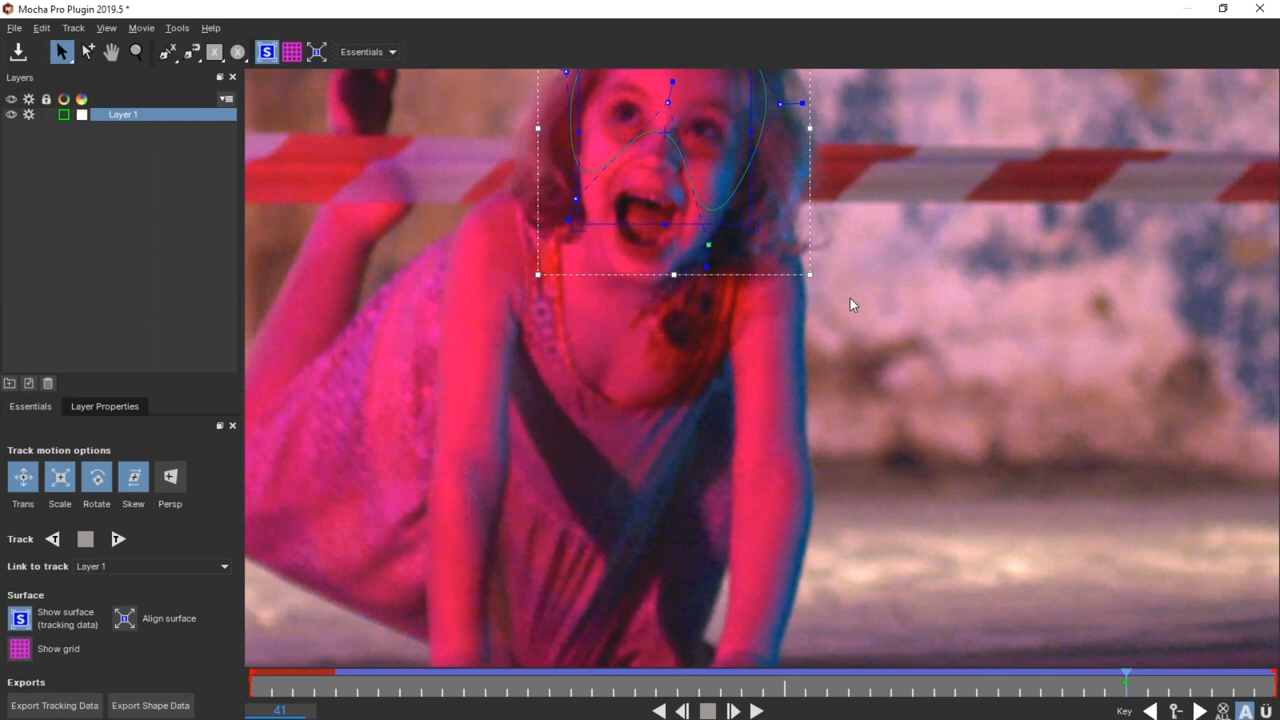 Mocha Pro Plugin 2019.5 *
File Edit Track View Movie Tools Help
S Essentials
Layers
Layer 1
Essentials Layer Properties
Track motion options
Trans Scale Rotate Skew Persp
Track T T
Link to track Layer 1
Surface
S Show surface
(tracking data) S Align surface
Show grid
Exports
Export Tracking Data Export Shape Data
41 Key ALL A Ü